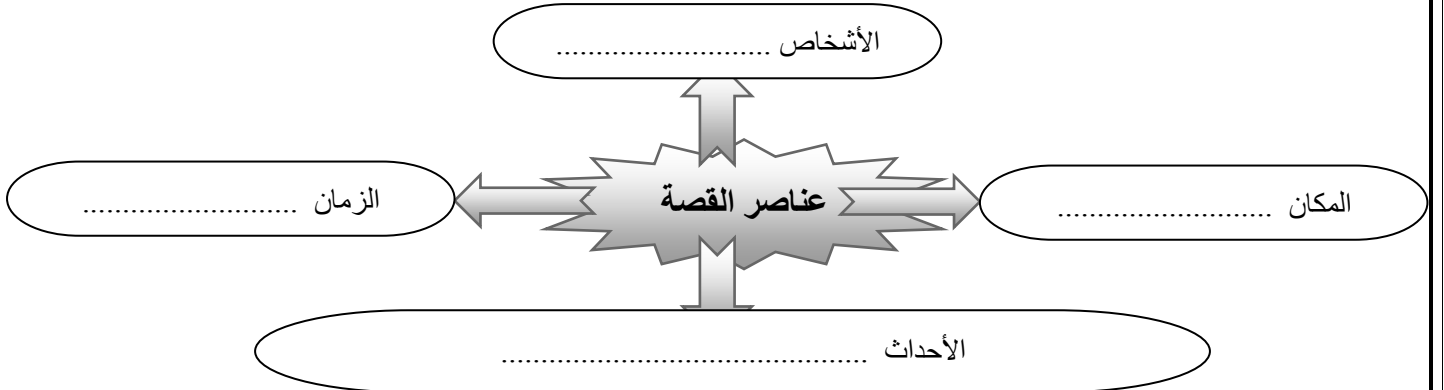 الأشخاص ...........................
المكان ...........................
عناصر القصة
الزمان ...........................
الأحداث ..............................................